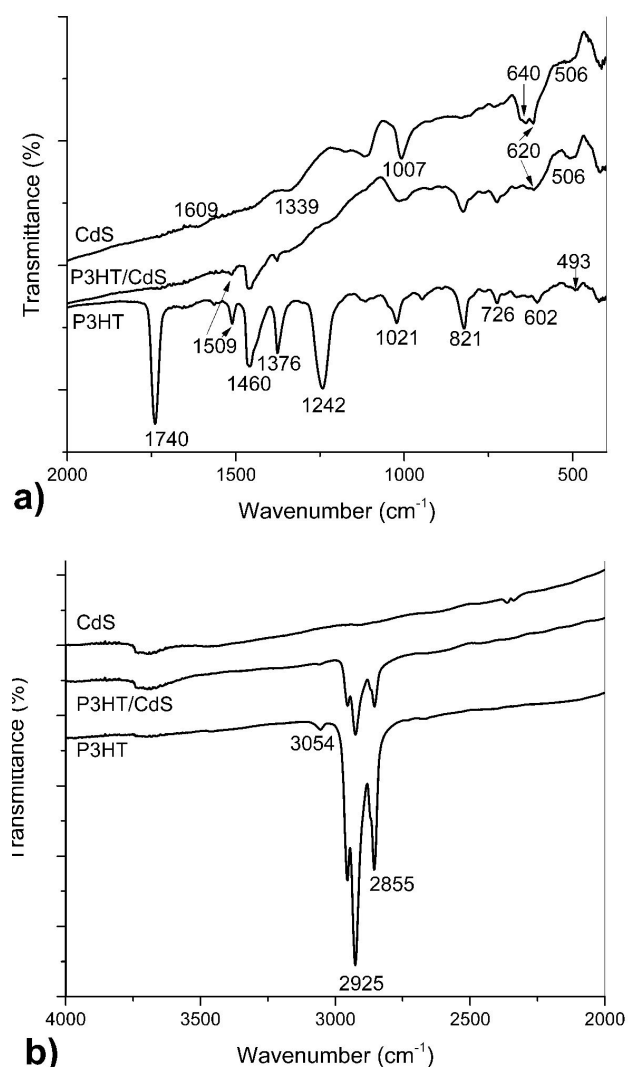 640
506
620
506
1007
1609
1339
CdS
P3HT/CdS
P3HT
493
1509
1460
1376
1242
1021
821
726
602
1740
Transmittance (%)
2000
1500
1000
500
Wavenumber (cm-1)
a)
CdS
P3HT/CdS
P3HT
3054
2855
2925
Transmittance (%)
4000
3500
3000
2500
2000
Wavenumber (cm-1)
b)